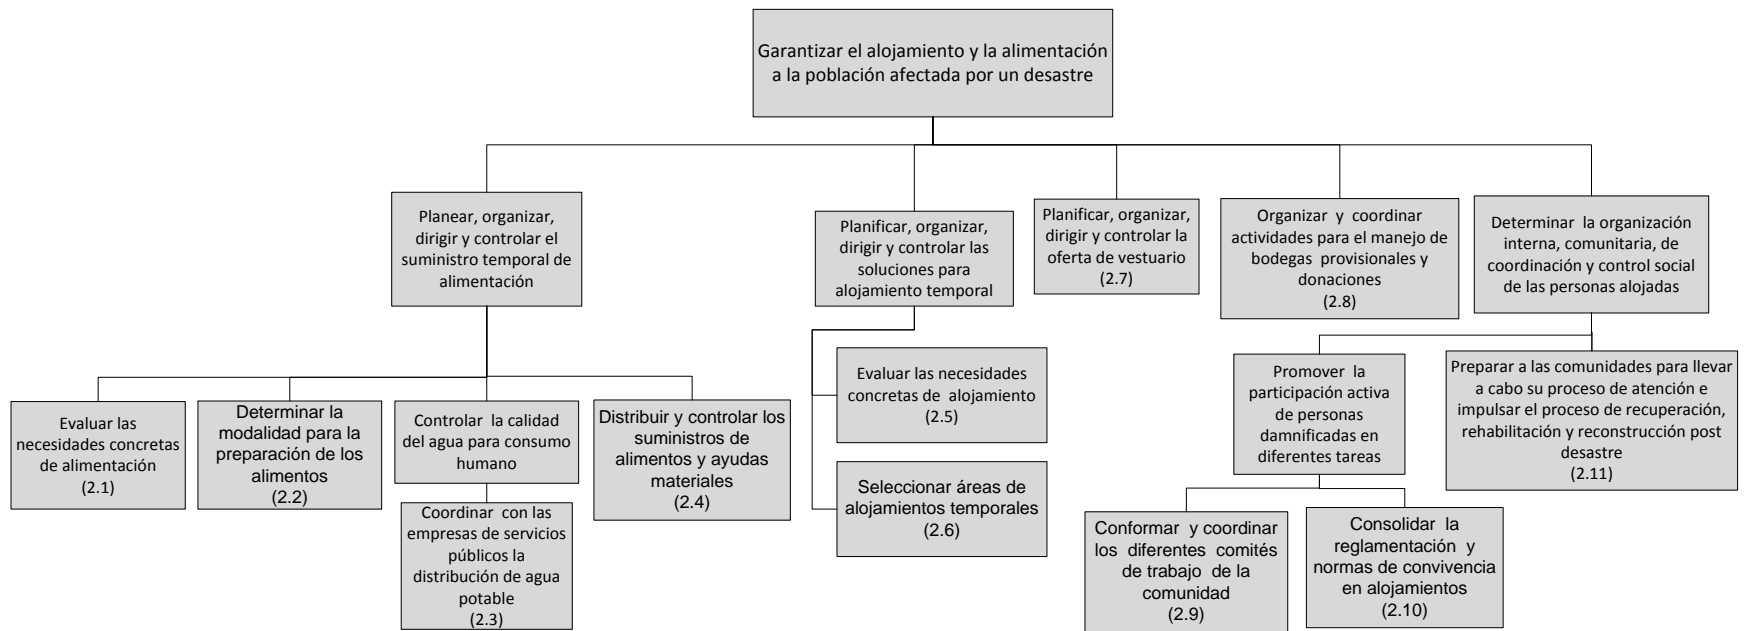 Garantizar el alojamiento y la alimentación
a la población afectada por un desastre
Planear, organizar,
dirigir y controlar el
suministro temporal de
alimentación
Planificar, organizar,
dirigir y controlar las
soluciones para
alojamiento temporal
Planificar, organizar,
dirigir y controlar la
oferta de vestuario
(2.7)
Organizar y coordinar
actividades para el manejo de
bodegas provisionales y
donaciones
(2.8)
Determinar la organización
interna, comunitaria, de
coordinación y control social
de las personas alojadas
Evaluar las
necesidades concretas
de alimentación
(2.1)
Determinar la
modalidad para la
preparación de los
alimentos
(2.2)
Controlar la calidad
del agua para consumo
humano
Coordinar con las
empresas de servicios
públicos la
distribución de agua
potable
(2.3)
Distribuir y controlar los
suministros de
alimentos y ayudas
materiales
(2.4)
Evaluar las necesidades
concretas de alojamiento
(2.5)
Seleccionar áreas de
alojamientos temporales
(2.6)
Promover la
participación activa
de personas
damnificadas en
diferentes tareas
Conformar y coordinar
los diferentes comités
de trabajo de la
comunidad
(2.9)
Consolidar la
reglamentación y
normas de convivencia
en alojamientos
(2.10)
Preparar a las comunidades para llevar
a cabo su proceso de atención e
impulsar el proceso de recuperación,
rehabilitación y reconstrucción post
desastre
(2.11)